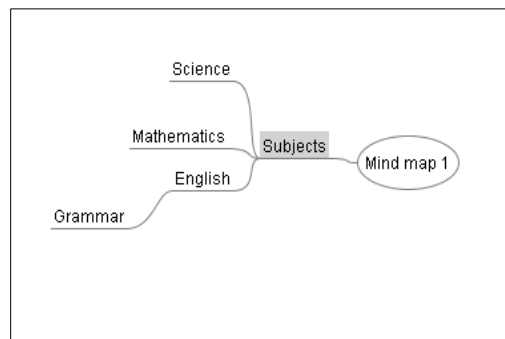 Science
Mathematics
Subjects
Mind map 1
English
Grammar